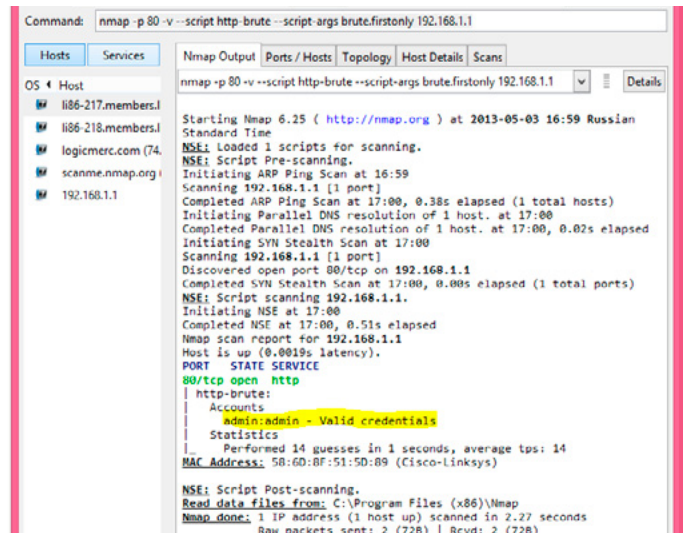 Command: nmap -p 80 -v --script http-brute --script-args brute.firstonly 192.168.1.1
Hosts Services
Nmap Output Ports / Hosts Topology Host Details Scans
OS Host
nmap -p 80 -v --script http-brute --script-args brute.firstonly 192.168.1.1 Details
li86-217.members.l
li86-218.members.l
logicmerc.com (74.
scanme.nmap.org
192.168.1.1
Starting Nmap 6.25 ( http://nmap.org ) at 2013-05-03 16:59 Russian
Standard Time
NSE: Loaded 1 scripts for scanning.
NSE: Script Pre-scanning.
Initiating ARP Ping Scan at 16:59
Scanning 192.168.1.1 [1 port]
Completed ARP Ping Scan at 17:00, 0.38s elapsed (1 total hosts)
Initiating Parallel DNS resolution of 1 host. at 17:00
Completed Parallel DNS resolution of 1 host. at 17:00, 0.02s elapsed
Initiating SYN Stealth Scan at 17:00
Scanning 192.168.1.1 [1 port]
Discovered open port 80/tcp on 192.168.1.1
Completed SYN Stealth Scan at 17:00, 0.00s elapsed (1 total ports)
NSE: Script scanning 192.168.1.1.
Initiating NSE at 17:00
Completed NSE at 17:00, 0.51s elapsed
Nmap scan report for 192.168.1.1
Host is up (0.0019s latency).
PORT STATE SERVICE
80/tcp open http
| http-brute:
| Accounts
| admin:admin - Valid credentials
| Statistics
|_ Performed 14 guesses in 1 seconds, average tps: 14
MAC Address: 58:6D:8F:51:5D:89 (Cisco-Linksys)
NSE: Script Post-scanning.
Read data files from: C:\Program Files (x86)\Nmap
Nmap done: 1 IP address (1 host up) scanned in 2.27 seconds
Raw packets sent: 2 (72B) | Rcvd: 2 (72B)